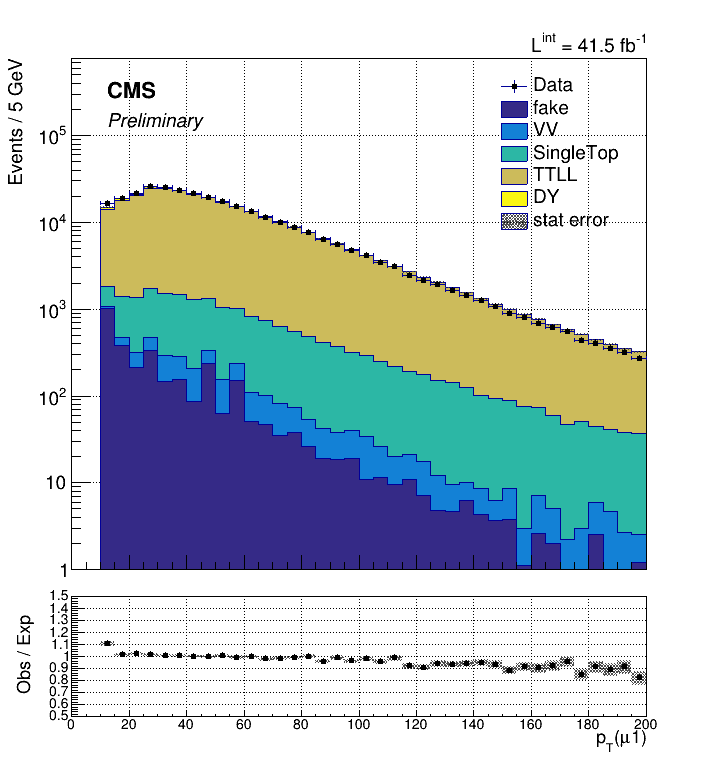 L^int = 41.5 fb^-1
Events / 5 GeV
CMS
Preliminary
Data
fake
VV
SingleTop
TTLL
DY
stat error
10^5
10^4
10^3
10^2
10
1
Obs / Exp
1.5
1.4
1.3
1.2
1.1
1
0.9
0.8
0.7
0.6
0.5
0 20 40 60 80 100 120 140 160 180 200
p_T(μ1)